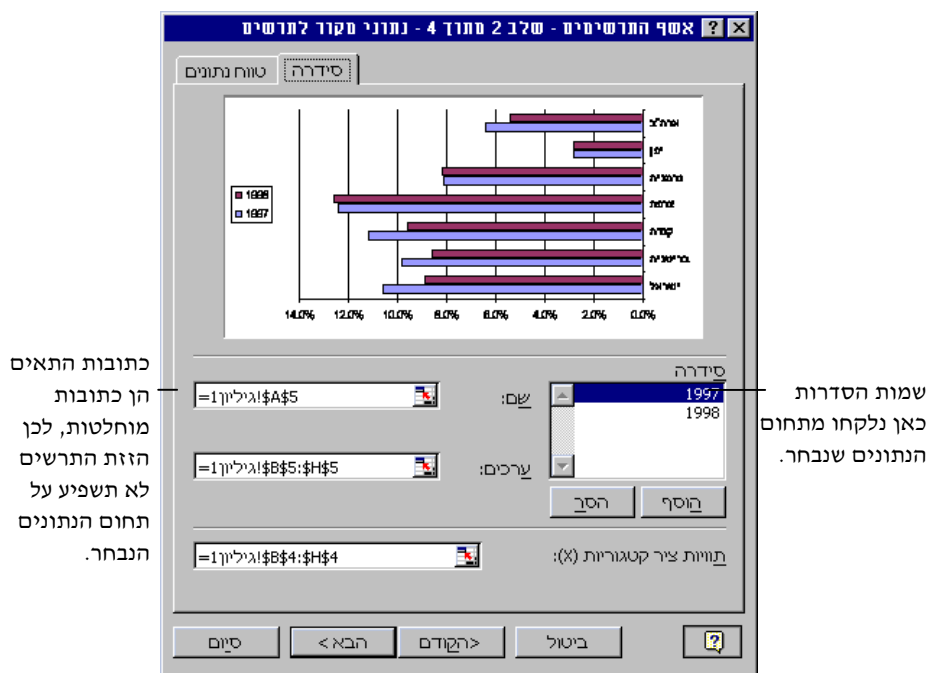 אשף התרשימים - שלב 2 מתוך 4 - נתוני מקור לתרשים
סידרה
טווח נתונים
ארה"ב
יפן
גרמניה
צרפת
קנדה
בריטניה
ישראל
1998
1997
14.0% 12.0% 10.0% 8.0% 6.0% 4.0% 2.0% 0.0%
סידרה
1997
1998
שם:
=גיליון1!$A$5
ערכים:
=גיליון1!$B$5:$H$5
הוסף
הסר
תוויות ציר קטגוריות (X):
=גיליון1!$B$4:$H$4
ביטול
<הקודם
הבא >
סיום
שמות הסדרות
כאן נלקחו מתחום
הנתונים שנבחר.
כתובות התאים
הן כתובות
מוחלטות, לכן
הזזת התרשים
לא תשפיע על
תחום הנתונים
הנבחר.